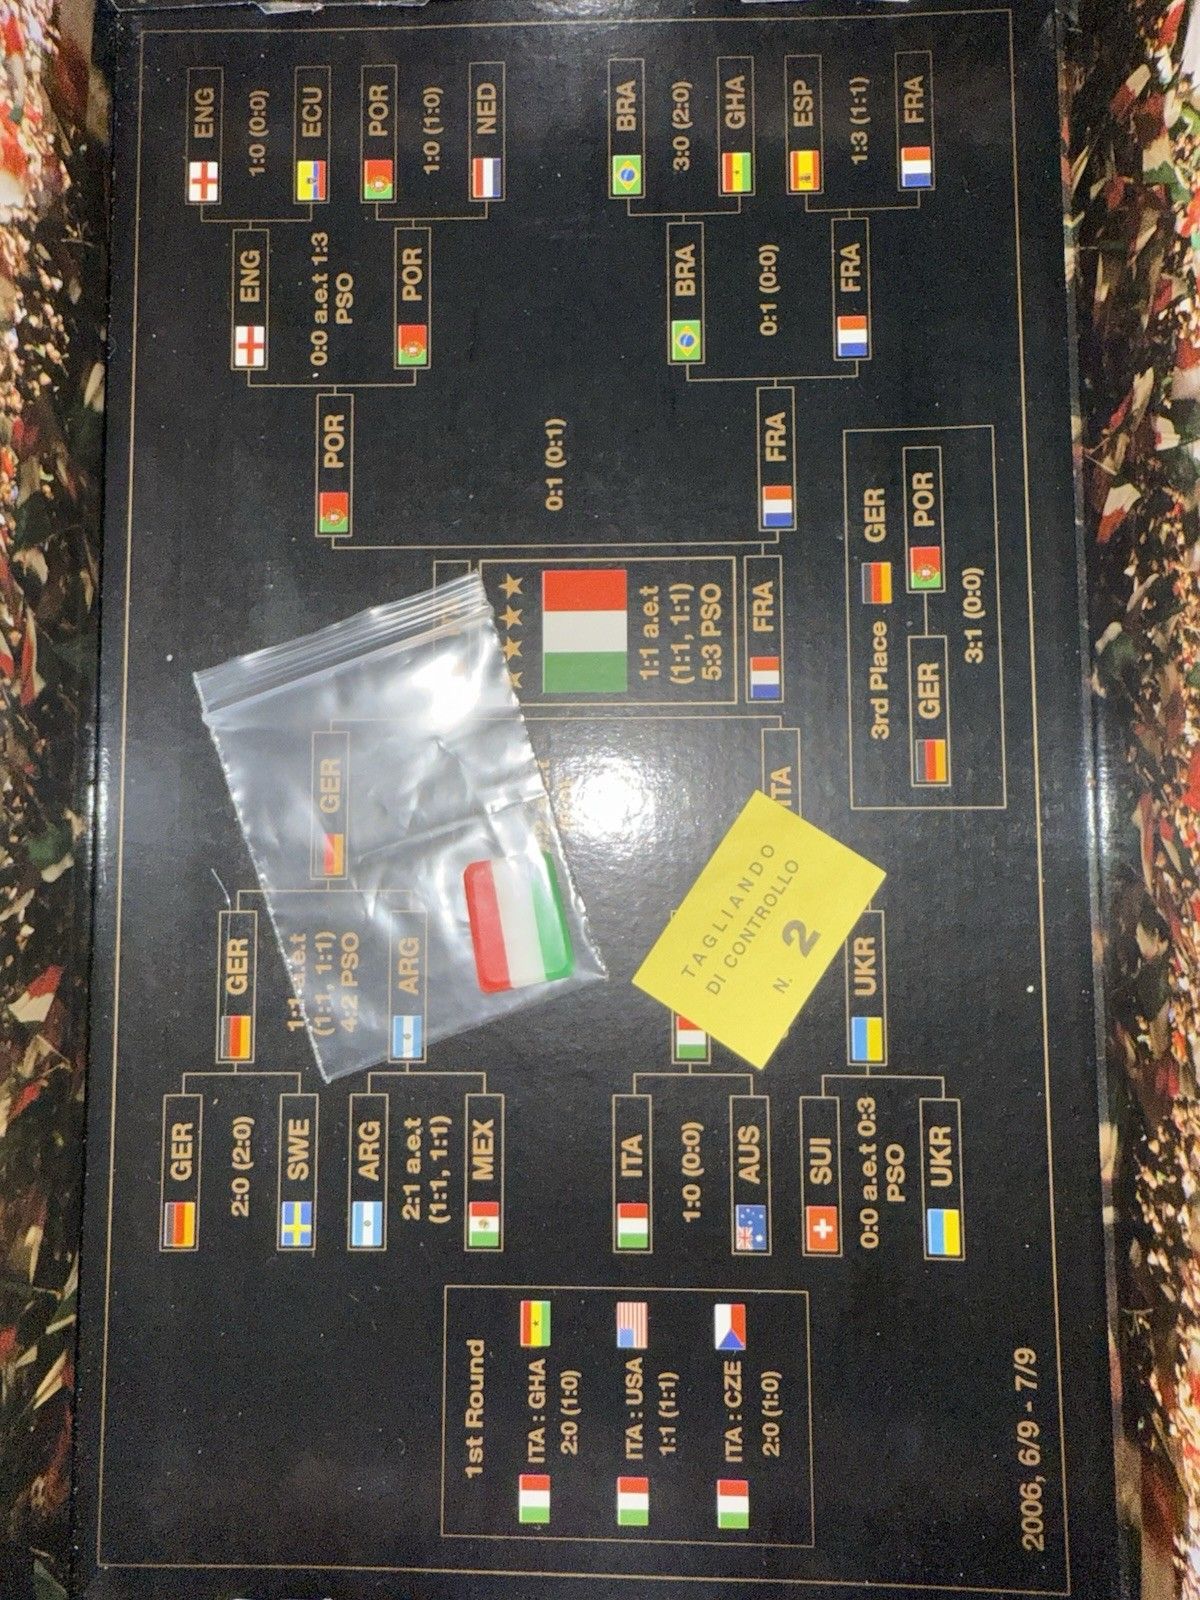 1st Round
ITA : GHA
2:0 (1:0)
ITA : USA
1:1 (1:1)
ITA : CZE
2:0 (1:0)
2006, 6/9 - 7/9
GER
2:0 (2:0)
SWE
ARG
2:1 a.e.t
(1:1, 1:1)
MEX
ITA
1:0 (0:0)
AUS
SUI
0:0 a.e.t 0:3
PSO
UKR
GER
1:1 a.e.t
(1:1, 1:1)
4:2 PSO
ARG
UKR
GER
ITA
TAGLIANDO
DI CONTROLLO
N. 2
1:1 a.e.t
(1:1, 1:1)
5:3 PSO
FRA
3rd Place GER
GER
POR
3:1 (0:0)
POR
0:1 (0:1)
FRA
ENG
0:0 a.e.t 1:3
PSO
POR
BRA
0:1 (0:0)
FRA
ENG
1:0 (0:0)
ECU
POR
1:0 (1:0)
NED
BRA
3:0 (2:0)
GHA
ESP
1:3 (1:1)
FRA